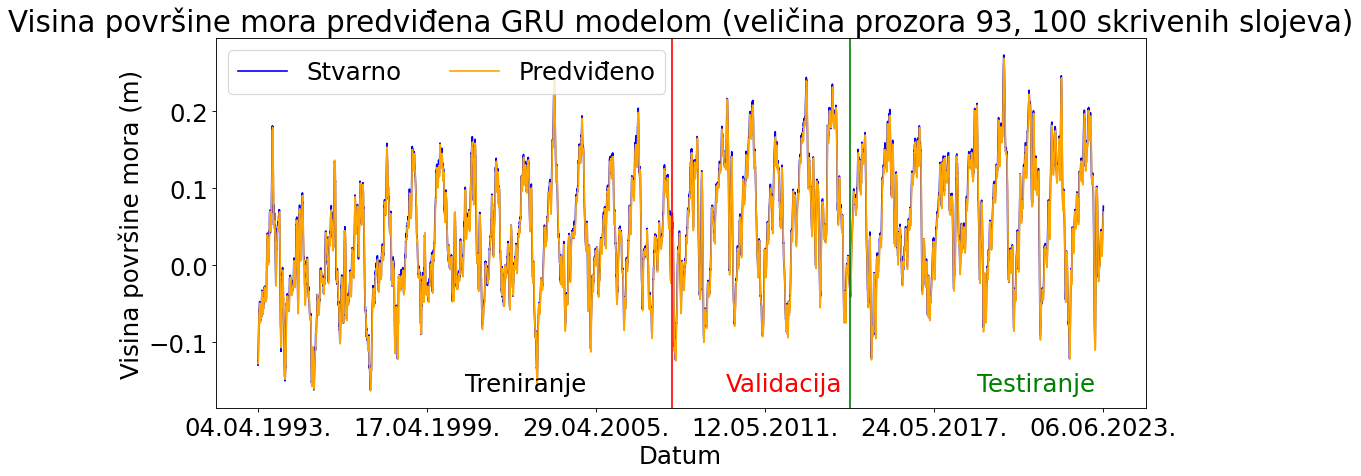 Visina površine mora predviđena GRU modelom (veličina prozora 93, 100 skrivenih slojeva)
Stvarno Predviđeno
Visina površine mora (m)
0.2
0.1
0.0
−0.1
Treniranje Validacija Testiranje
04.04.1993. 17.04.1999. 29.04.2005. 12.05.2011. 24.05.2017. 06.06.2023.
Datum